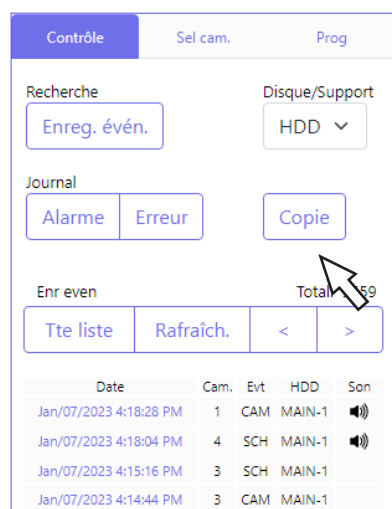 Contrôle Sel cam. Prog
Recherche Disque/Support
Enreg. évén. HDD
Journal
Alarme Erreur Copie
Enr even Total
Tte liste Rafraîch. < >
Date Cam. Evt HDD Son
Jan/07/2023 4:18:28 PM 1 CAM MAIN-1
Jan/07/2023 4:18:04 PM 4 SCH MAIN-1
Jan/07/2023 4:15:16 PM 3 SCH MAIN-1
Jan/07/2023 4:14:44 PM 3 CAM MAIN-1